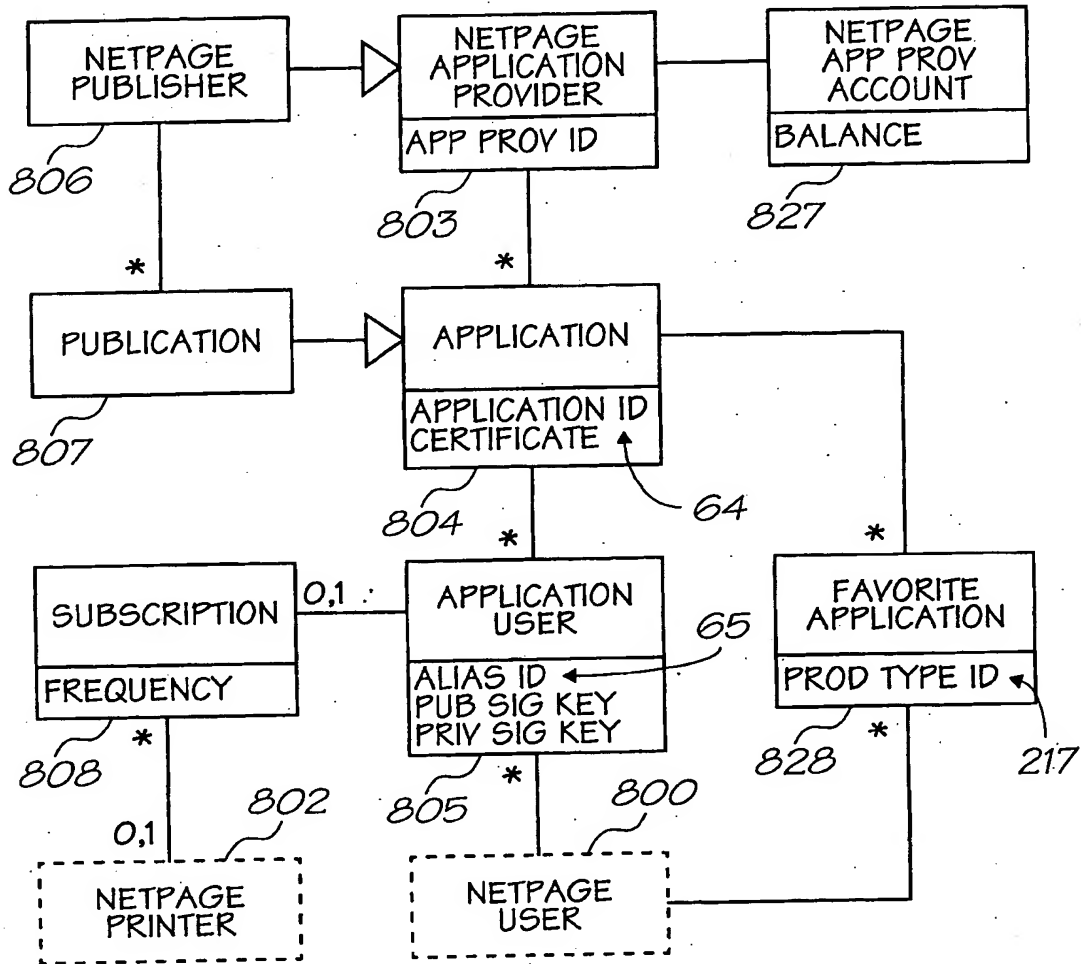 NETPAGE
PUBLISHER
806
NETPAGE
APPLICATION
PROVIDER
APP PROV ID
803
NETPAGE
APP PROV
ACCOUNT
BALANCE
827
*
*
PUBLICATION
807
APPLICATION
APPLICATION ID
CERTIFICATE
804
64
*
*
SUBSCRIPTION
FREQUENCY
808
0,1
APPLICATION
USER
ALIAS ID
PUB SIG KEY
PRIV SIG KEY
805
65
FAVORITE
APPLICATION
PROD TYPE ID
828
217
*
*
*
0,1
802
800
NETPAGE
PRINTER
NETPAGE
USER